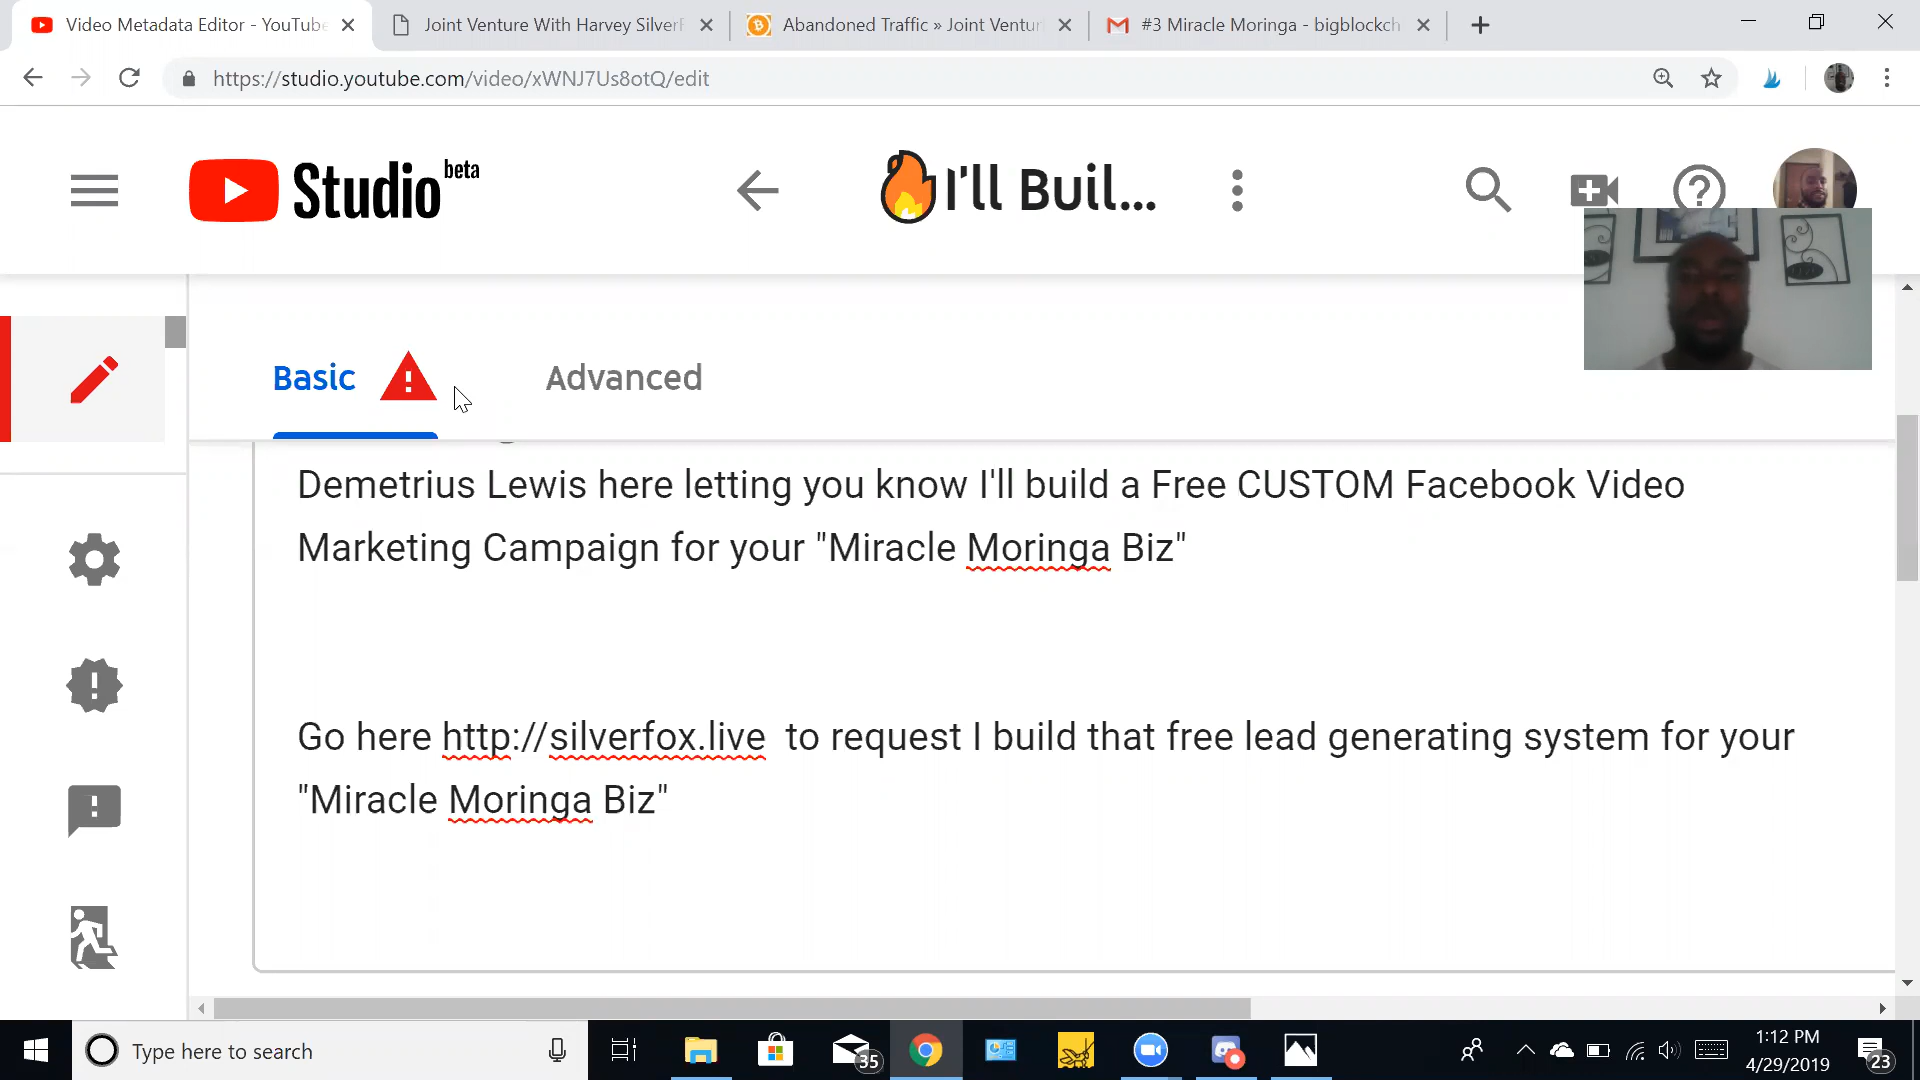 Video Metadata Editor - YouTube
Joint Venture With Harvey SilverF
Abandoned Traffic » Joint Ventur
#3 Miracle Moringa - bigblockch
https://studio.youtube.com/video/xWNJ7Us8otQ/edit
Studio beta
I'll Buil...
Basic
Advanced
Demetrius Lewis here letting you know I'll build a Free CUSTOM Facebook Video
Marketing Campaign for your "Miracle Moringa Biz"
Go here http://silverfox.live to request I build that free lead generating system for your
"Miracle Moringa Biz"
Type here to search
35
1:12 PM
4/29/2019
23